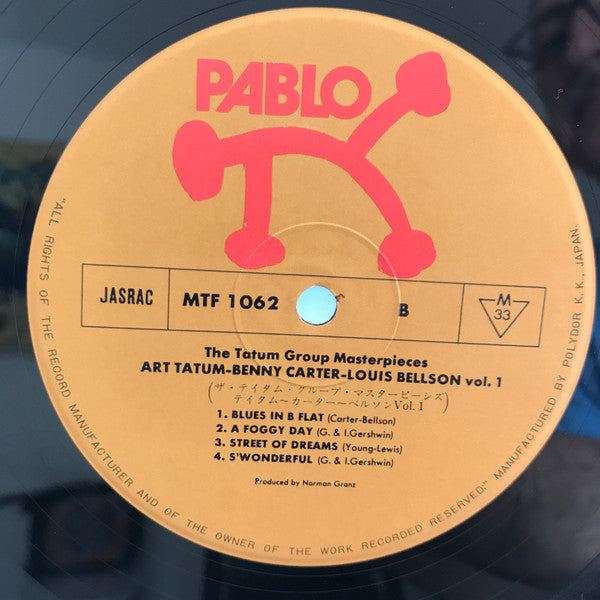 PABLO
JASRAC
MTF 1062
B
M
33
The Tatum Group Masterpieces
ART TATUM-BENNY CARTER-LOUIS BELLSON vol. 1
(ザ・テイタム・グループ・マスターピーシズ
テイタム〜カーター〜ベルソン Vol. 1)
1. BLUES IN B FLAT (Carter-Bellson)
2. A FOGGY DAY (G. & I.Gershwin)
3. STREET OF DREAMS (Young-Lewis)
4. S'WONDERFUL (G. & I.Gershwin)
Produced by Norman Granz
"ALL RIGHTS OF THE RECORD MANUFACTURER AND OF THE OWNER OF THE WORK RECORDED RESERVED." MANUFACTURED BY POLYDOR K. K., JAPAN.